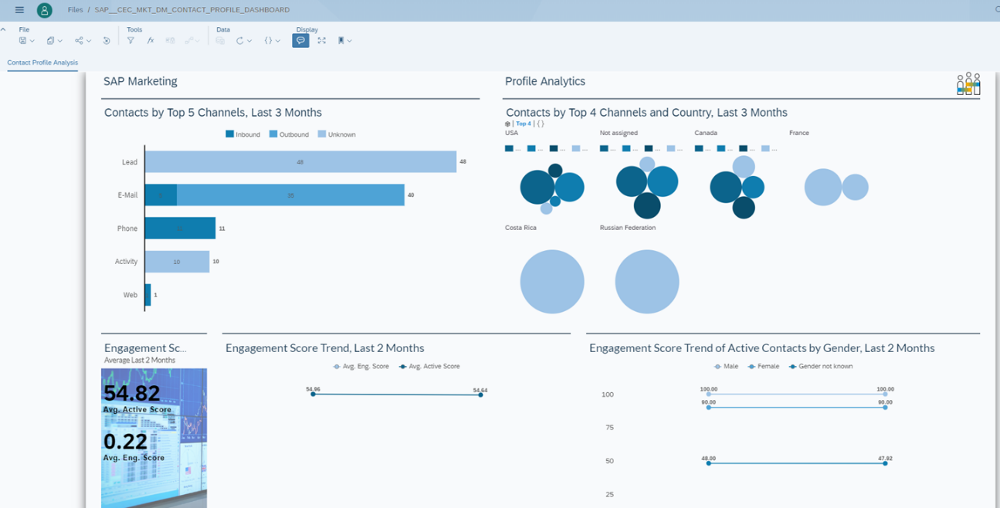 Files / SAP__CEC_MKT_DM_CONTACT_PROFILE_DASHBOARD
File
Tools
Data
Display
Contact Profile Analysis
SAP Marketing
Profile Analytics
Contacts by Top 5 Channels, Last 3 Months
Inbound Outbound Unknown
Lead 48 48
E-Mail 35 40
Phone 11
Activity 10 10
Web 1
Contacts by Top 4 Channels and Country, Last 3 Months
| Top 4 | { }
USA Not assigned Canada France
... ... ... ... ... ... ... ... ... ... ... ...
Costa Rica Russian Federation
Engagement Sc...
Average Last 2 Months
54.82
Avg. Active Score
0.22
Avg. Eng. Score
Engagement Score Trend, Last 2 Months
Avg. Eng. Score Avg. Active Score
54.96 54.64
Engagement Score Trend of Active Contacts by Gender, Last 2 Months
Male Female Gender not known
100.00 100.00
100
90.00 90.00
75
50
48.00 47.92
25